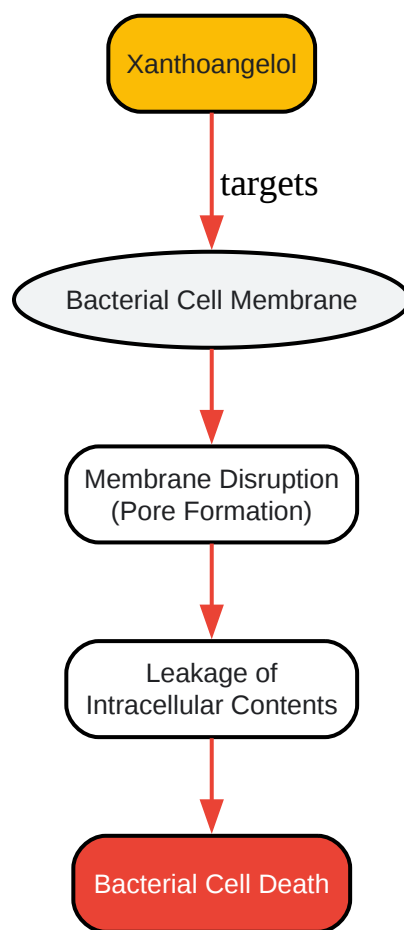 Xanthoangelol
targets
Bacterial Cell Membrane
Membrane Disruption
(Pore Formation)
Leakage of
Intracellular Contents
Bacterial Cell Death